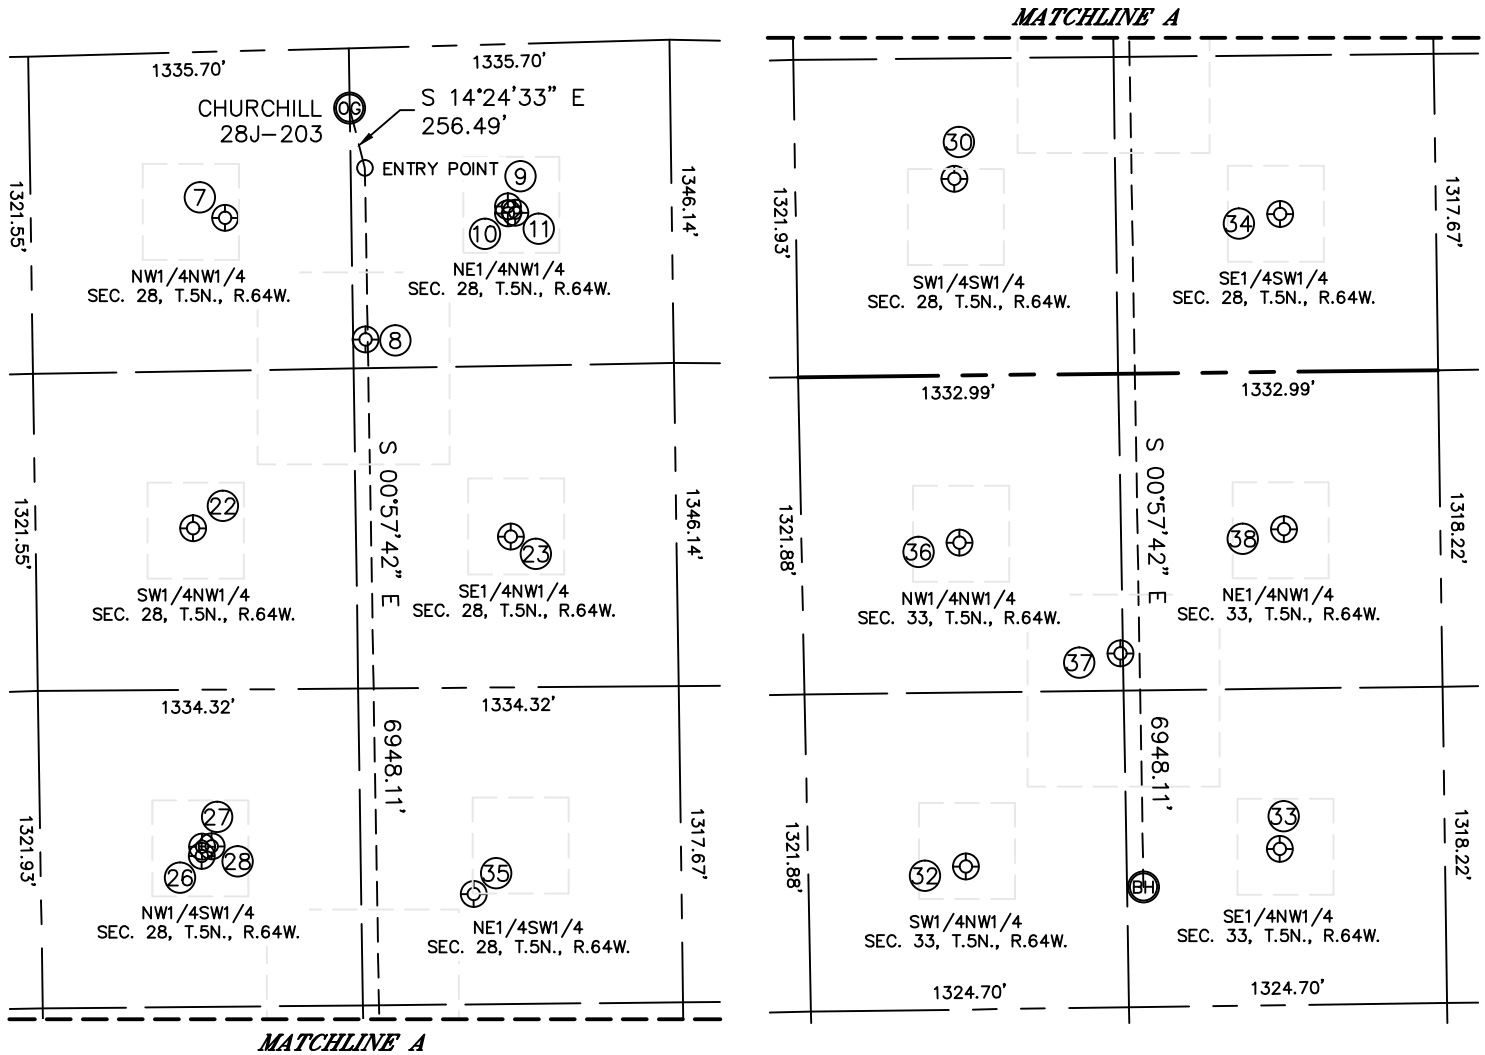 MATCHLINE A
1335.70'
1335.70'
CHURCHILL
28J-203
OG
S 14°24'33" E
256.49'
ENTRY POINT
7
9
10
11
1321.55'
1346.14'
NW1/4NW1/4
SEC. 28, T.5N., R.64W.
NE1/4NW1/4
SEC. 28, T.5N., R.64W.
8
S 00°57'42" E
22
23
1321.55'
1346.14'
SW1/4NW1/4
SEC. 28, T.5N., R.64W.
SE1/4NW1/4
SEC. 28, T.5N., R.64W.
1334.32'
1334.32'
6948.11'
27
26
28
35
1321.93'
1317.67'
NW1/4SW1/4
SEC. 28, T.5N., R.64W.
NE1/4SW1/4
SEC. 28, T.5N., R.64W.
MATCHLINE A
30
34
1321.93'
1317.67'
SW1/4SW1/4
SEC. 28, T.5N., R.64W.
SE1/4SW1/4
SEC. 28, T.5N., R.64W.
1332.99'
1332.99'
S 00°57'42" E
36
38
1321.88'
1318.22'
NW1/4NW1/4
SEC. 33, T.5N., R.64W.
NE1/4NW1/4
SEC. 33, T.5N., R.64W.
37
6948.11'
33
32
BH
1321.88'
1318.22'
SW1/4NW1/4
SEC. 33, T.5N., R.64W.
SE1/4NW1/4
SEC. 33, T.5N., R.64W.
1324.70'
1324.70'